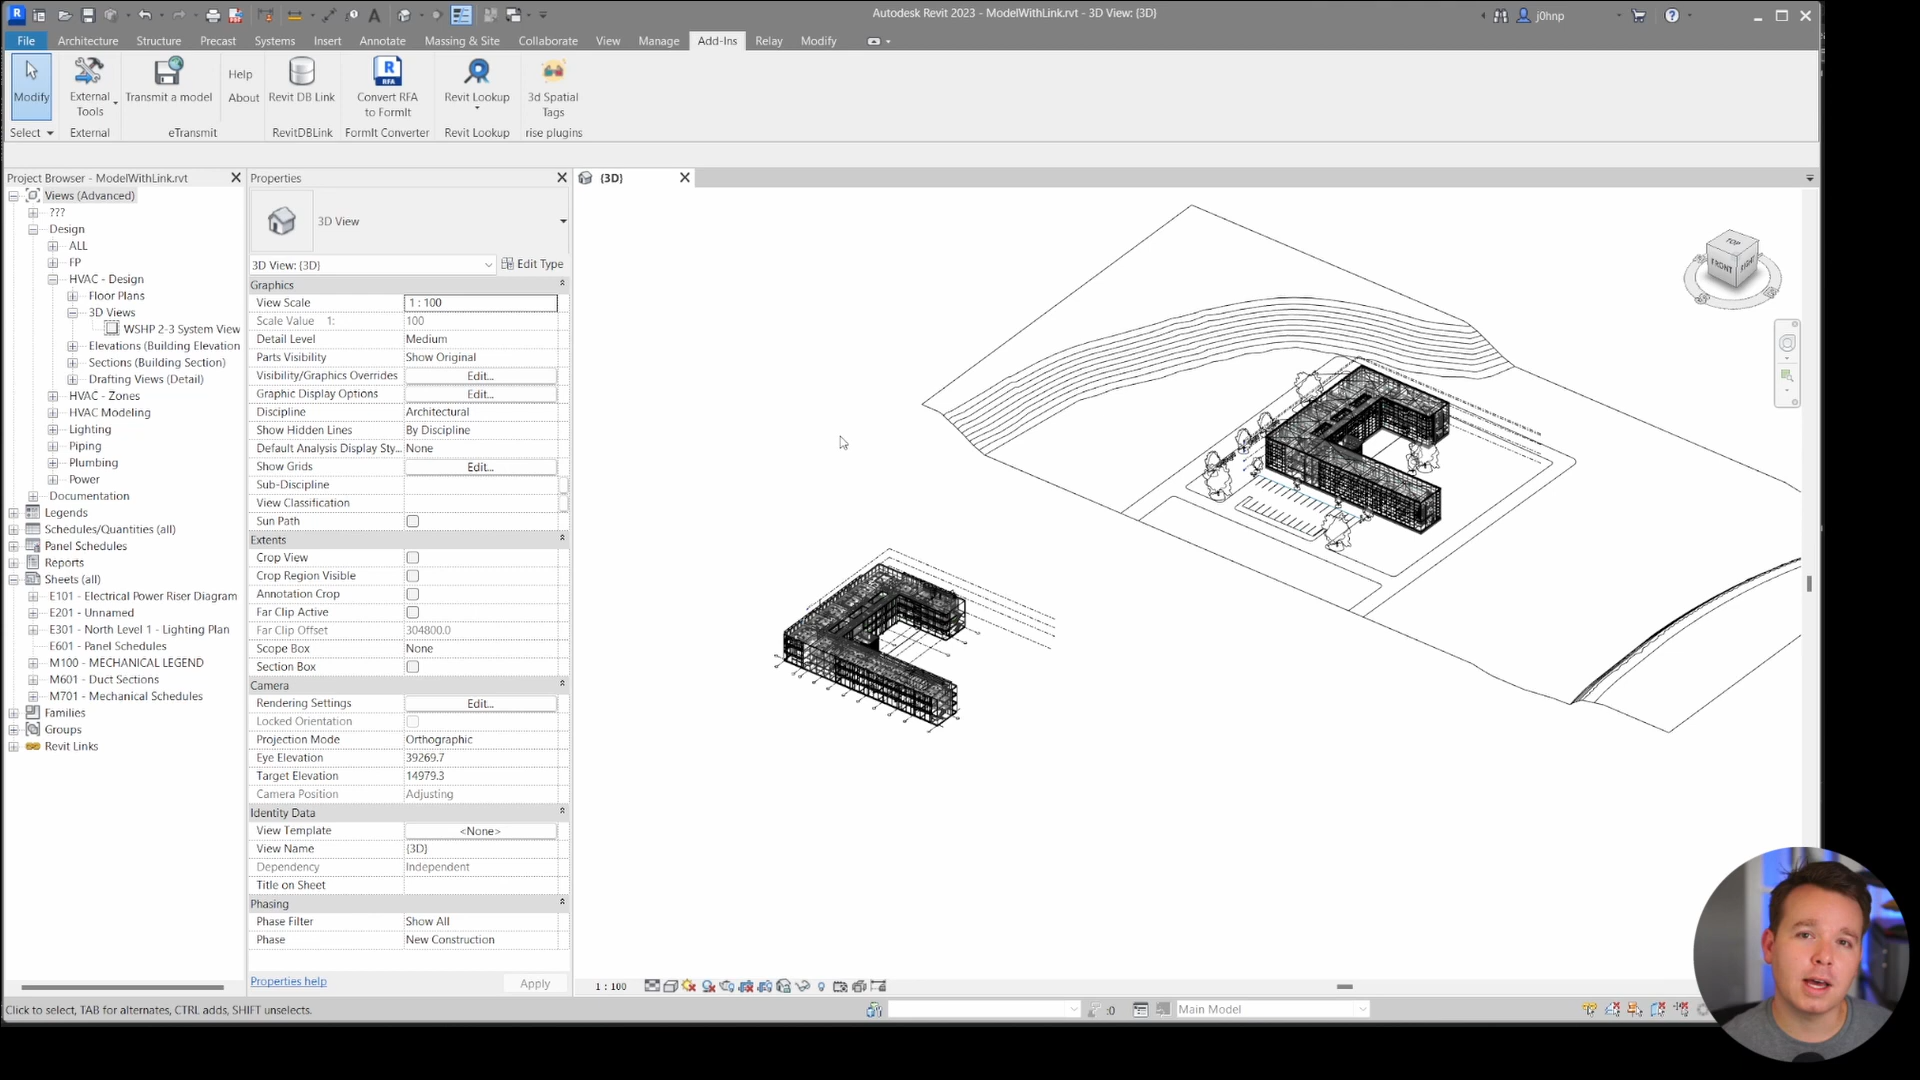 Autodesk Revit 2023 - ModelWithLink.rvt - 3D View: {3D}
j0hnp
File
Architecture
Structure
Precast
Systems
Insert
Annotate
Massing & Site
Collaborate
View
Manage
Add-Ins
Relay
Modify
Modify
External
Tools
Transmit a model
Help
About
Revit DB Link
Convert RFA
to FormIt
Revit Lookup
3d Spatial
Tags
Select
External
eTransmit
RevitDBLink
FormIt Converter
Revit Lookup
rise plugins
Project Browser - ModelWithLink.rvt
Views (Advanced)
???
Design
ALL
FP
HVAC - Design
Floor Plans
3D Views
WSHP 2-3 System View
Elevations (Building Elevation
Sections (Building Section)
Drafting Views (Detail)
HVAC - Zones
HVAC Modeling
Lighting
Piping
Plumbing
Power
Documentation
Legends
Schedules/Quantities (all)
Panel Schedules
Reports
Sheets (all)
E101 - Electrical Power Riser Diagram
E201 - Unnamed
E301 - North Level 1 - Lighting Plan
E601 - Panel Schedules
M100 - MECHANICAL LEGEND
M601 - Duct Sections
M701 - Mechanical Schedules
Families
Groups
Revit Links
Properties
3D View
3D View: {3D}
Edit Type
Graphics
View Scale 1 : 100
Scale Value 1: 100
Detail Level Medium
Parts Visibility Show Original
Visibility/Graphics Overrides Edit...
Graphic Display Options Edit...
Discipline Architectural
Show Hidden Lines By Discipline
Default Analysis Display Sty... None
Show Grids Edit...
Sub-Discipline
View Classification
Sun Path
Extents
Crop View
Crop Region Visible
Annotation Crop
Far Clip Active
Far Clip Offset 304800.0
Scope Box None
Section Box
Camera
Rendering Settings Edit...
Locked Orientation
Projection Mode Orthographic
Eye Elevation 39269.7
Target Elevation 14979.3
Camera Position Adjusting
Identity Data
View Template <None>
View Name {3D}
Dependency Independent
Title on Sheet
Phasing
Phase Filter Show All
Phase New Construction
Properties help
Apply
{3D}
TOP
FRONT
RIGHT
1 : 100
Click to select, TAB for alternates, CTRL adds, SHIFT unselects.
:0
Main Model